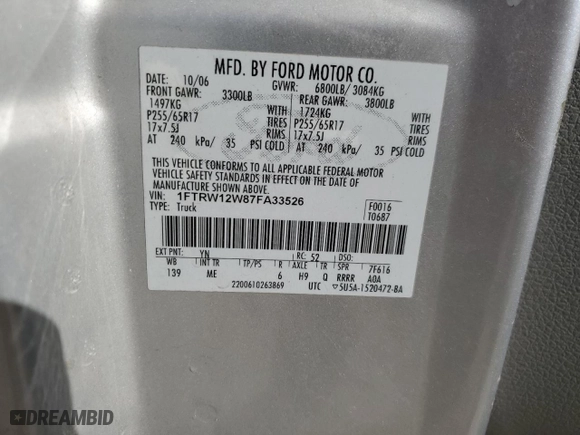 MFD. BY FORD MOTOR CO.
DATE: 10/06 GVWR: 6800LB/ 3084KG
FRONT GAWR: 3300LB REAR GAWR: 3800LB
1497KG WITH 1724KG WITH
P255/65R17 TIRES P255/65R17 TIRES
17x7.5J RIMS 17x7.5J RIMS
AT 240 kPa/ 35 PSI COLD AT 240 kPa/ 35 PSI COLD
THIS VEHICLE CONFORMS TO ALL APPLICABLE FEDERAL MOTOR
VEHICLE SAFETY STANDARDS IN EFFECT ON THE DATE OF
MANUFACTURE SHOWN ABOVE.
VIN: 1FTRW12W87FA33526 F0016
TYPE: Truck T0687
EXT PNT: YN RC: 52 DSO:
WB INT TR TP/PS R AXLE TR SPR 7F616
139 ME 6 H9 Q RRRR A0A
2200610263869 UTC ▽5U5A-1520472-BA
DREAMBID